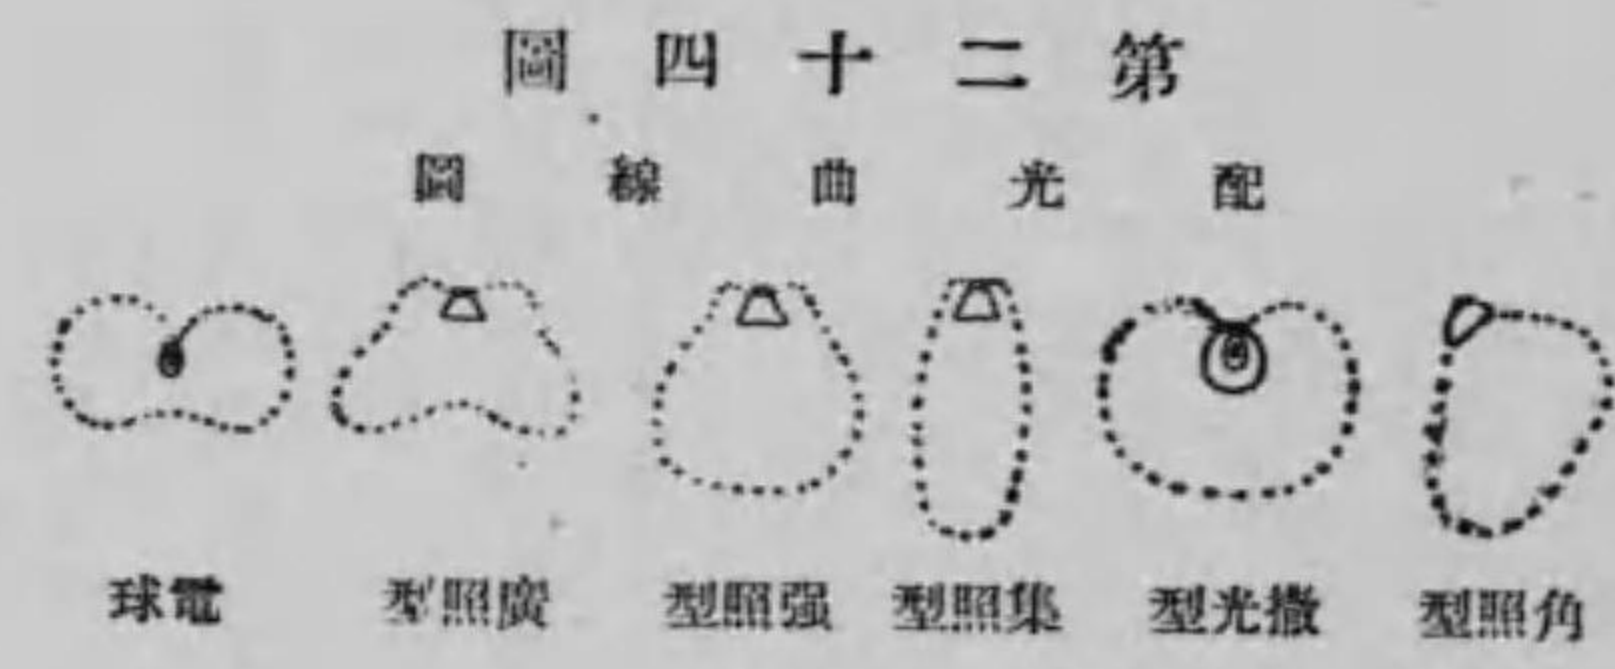 第二十四圖
配光曲線圖
角照型 撒光型 集照型 强照型 廣照型 電球